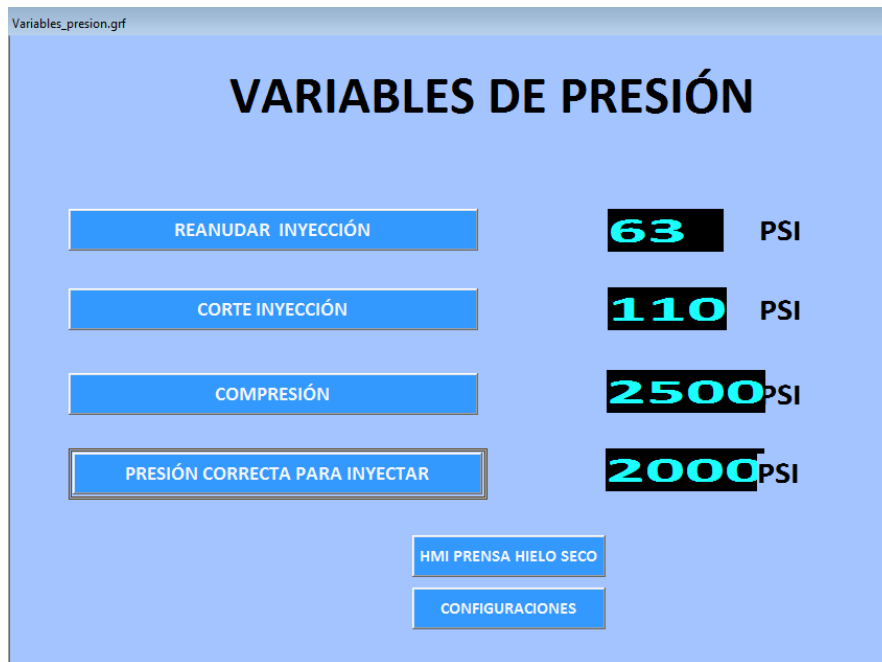 Variables_presion.grf
VARIABLES DE PRESIÓN
REANUDAR INYECCIÓN 63 PSI
CORTE INYECCIÓN 110 PSI
COMPRESIÓN 2500 PSI
PRESIÓN CORRECTA PARA INYECTAR 2000 PSI
HMI PRENSA HIELO SECO
CONFIGURACIONES